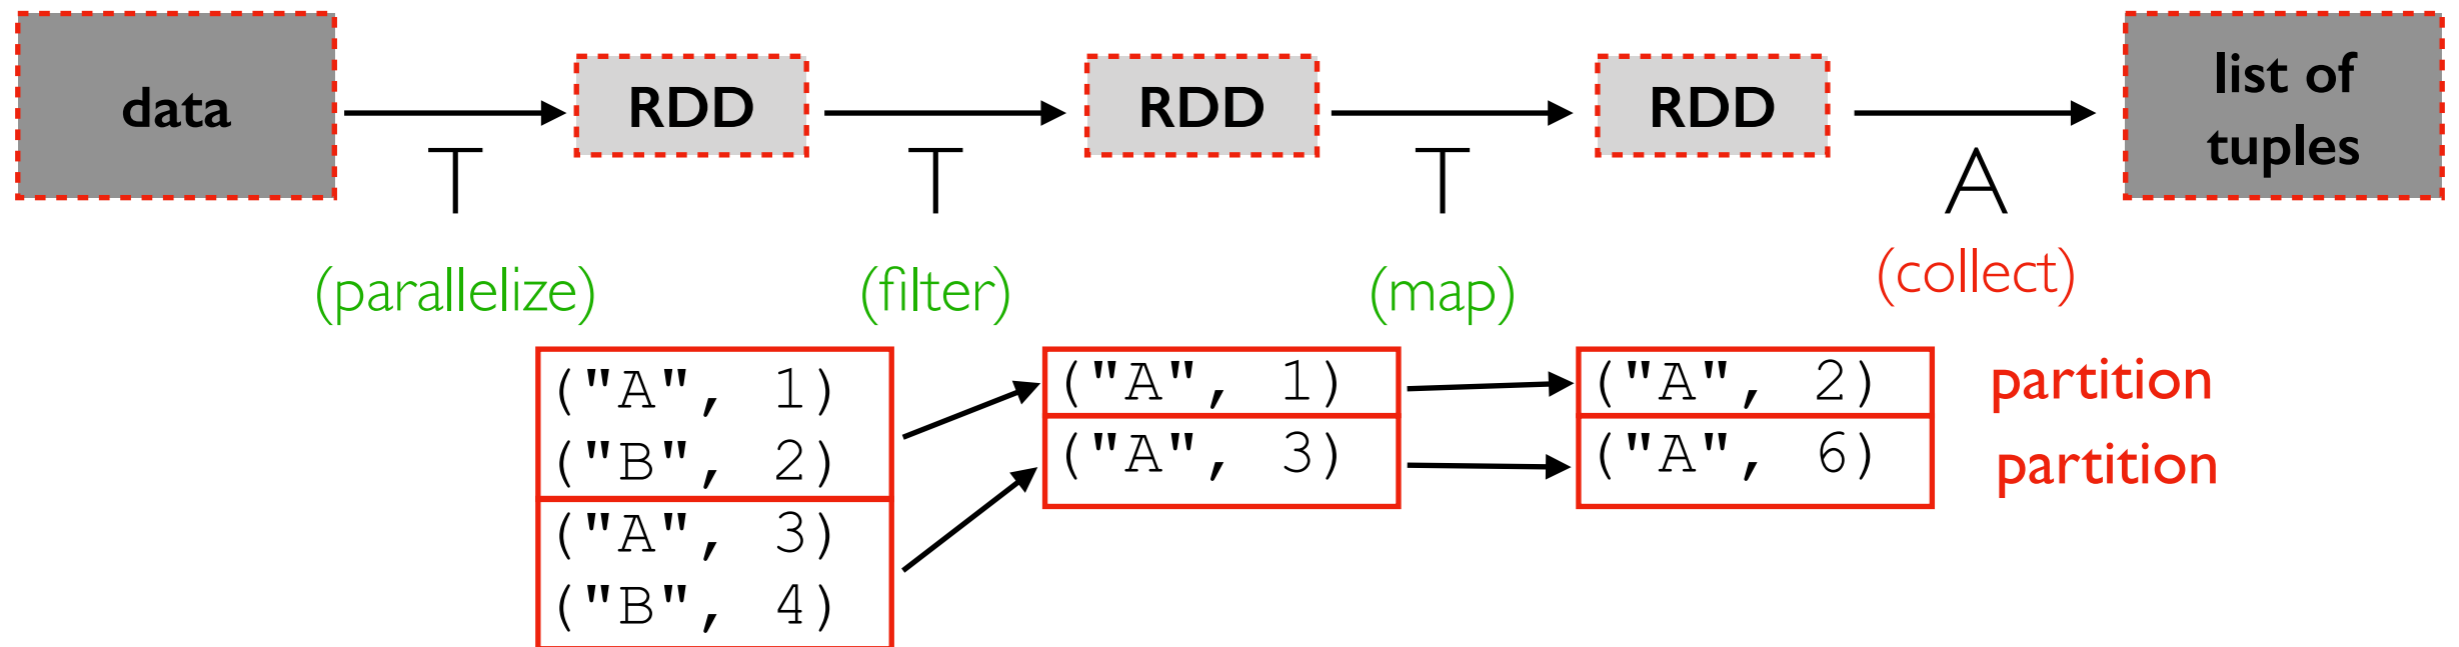 data
RDD
RDD
RDD
list of
tuples
T
T
T
A
(parallelize)
(filter)
(map)
(collect)
("A", 1)
("B", 2)
("A", 3)
("B", 4)
("A", 1)
("A", 3)
("A", 2)
("A", 6)
partition
partition